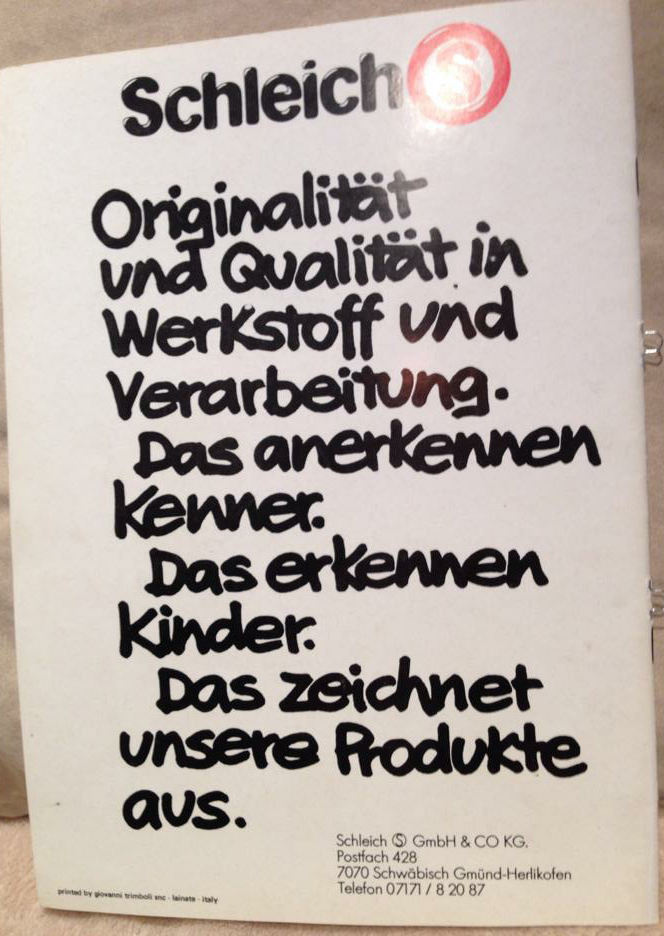 Schleich S
Originalität
und Qualität in
Werkstoff und
Verarbeitung.
Das anerkennen
Kenner.
Das erkennen
Kinder.
Das zeichnet
unsere Produkte
aus.
Schleich Ⓢ GmbH & CO KG.
Postfach 428
7070 Schwäbisch Gmünd-Herlikofen
Telefon 07171 / 8 20 87
printed by giovanni trimboli snc - lainate - italy